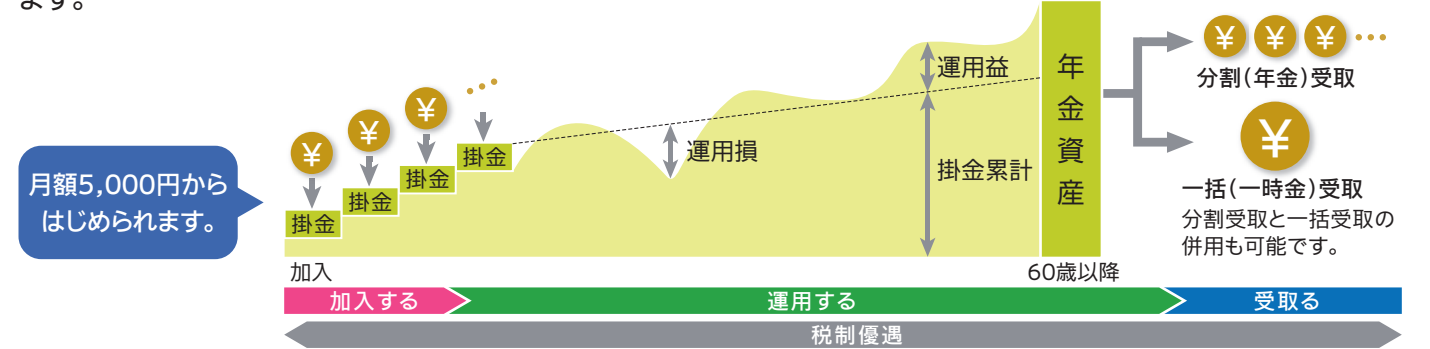 ます。
月額5,000円から
はじめられます。
¥
¥
¥
掛金
掛金
掛金
掛金
運用損
運用益
掛金累計
年金資産
¥ ¥ ¥
分割(年金)受取
¥
一括(一時金)受取
分割受取と一括受取の
併用も可能です。
加入
60歳以降
加入する
運用する
受取る
税制優遇